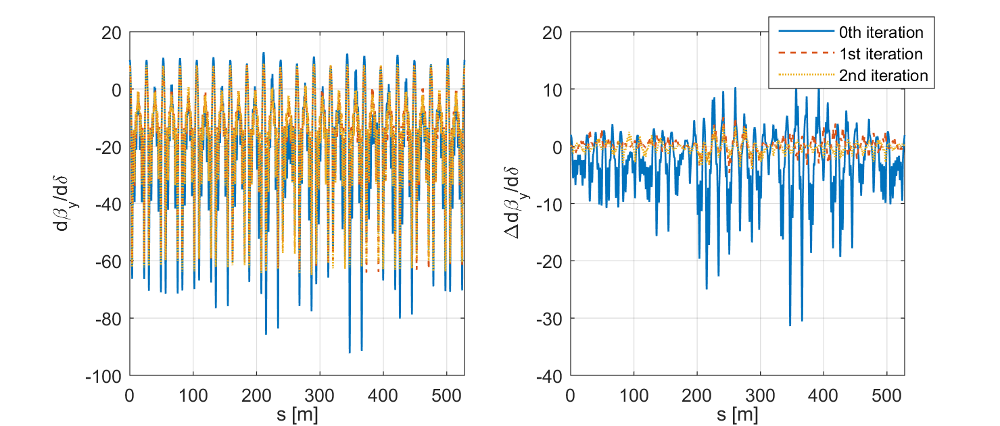 dβy/dδ
20
0
-20
-40
-60
-80
-100
0 100 200 300 400 500
s [m]
Δdβy/dδ
20
10
0
-10
-20
-30
-40
0 100 200 300 400 500
s [m]
0th iteration
1st iteration
2nd iteration